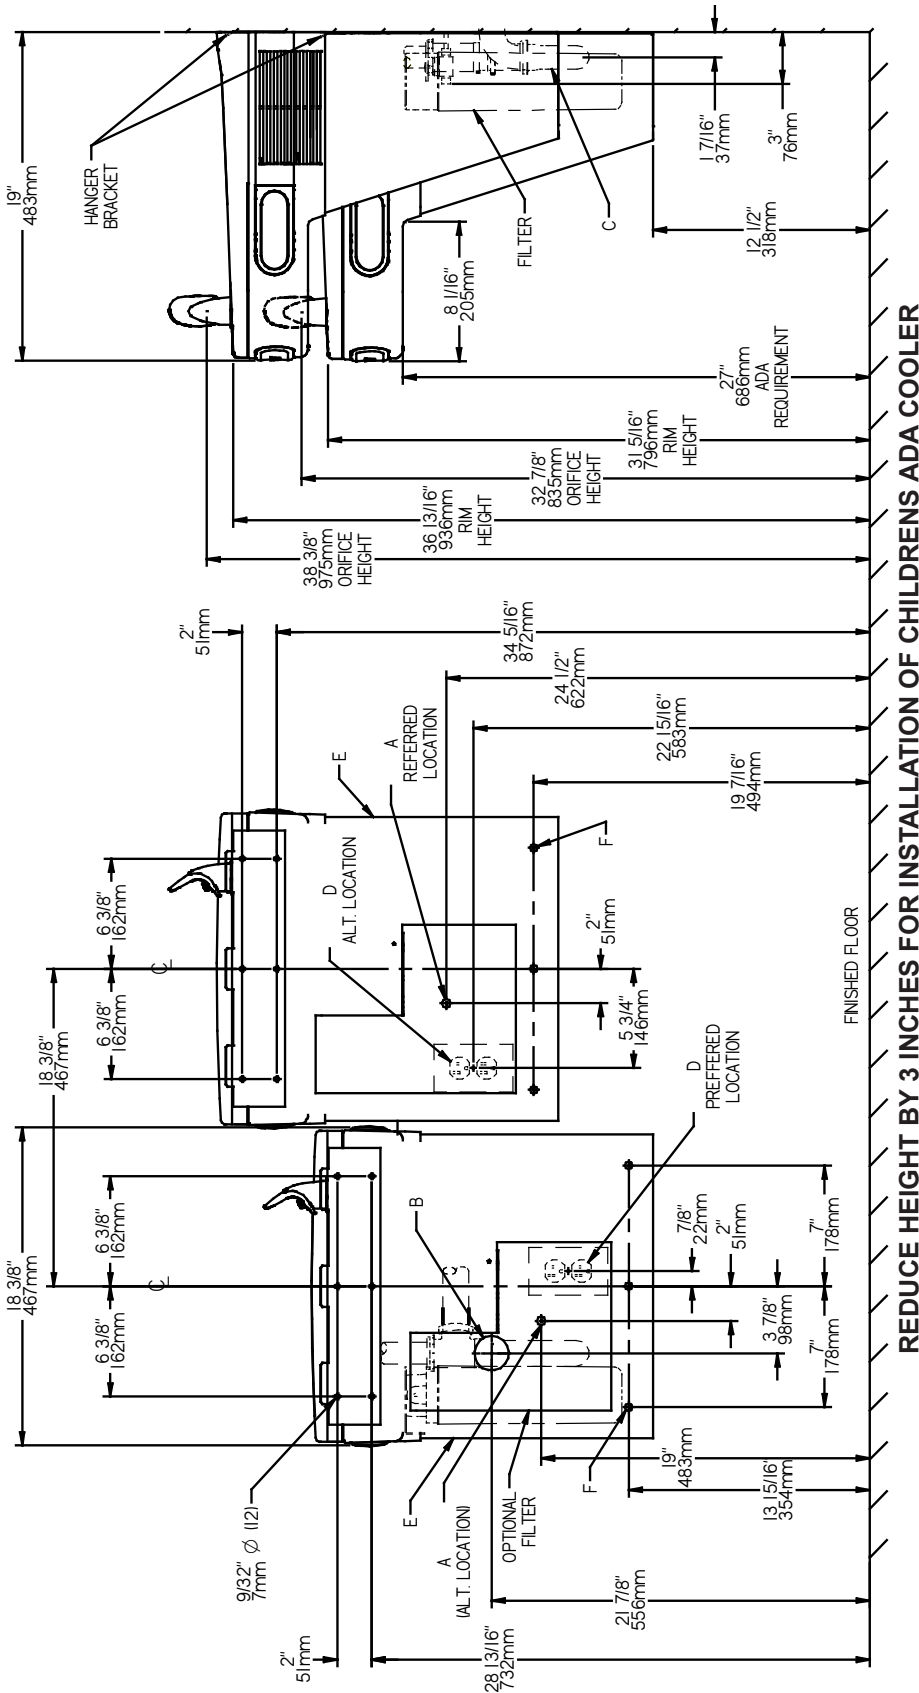 19"
483mm
HANGER
BRACKET
FILTER
C
1 7/16"
37mm
3"
76mm
12 1/2"
318mm
8 1/16"
205mm
27"
686mm
ADA
REQUIREMENT
31 5/16"
796mm
RIM
HEIGHT
32 7/8"
835mm
ORIFICE
HEIGHT
36 13/16"
936mm
RIM
HEIGHT
38 3/8"
975mm
ORIFICE
HEIGHT
2"
51mm
34 5/16"
872mm
24 1/2"
622mm
22 15/16"
583mm
19 7/16"
494mm
E
A
REFERRED
LOCATION
D
ALT. LOCATION
F
6 3/8"
162mm
6 3/8"
162mm
CL
18 3/8"
467mm
2"
51mm
5 3/4"
146mm
FINISHED FLOOR
18 3/8"
467mm
6 3/8"
162mm
6 3/8"
162mm
CL
B
D
PREFFERED
LOCATION
7/8"
22mm
2"
51mm
3 7/8"
98mm
7"
178mm
7"
178mm
9/32" Ø (12)
7mm
E
A
(ALT. LOCATION)
OPTIONAL
FILTER
F
19"
483mm
13 15/16"
354mm
21 7/8"
556mm
28 13/16"
732mm
2"
51mm
REDUCE HEIGHT BY 3 INCHES FOR INSTALLATION OF CHILDRENS ADA COOLER